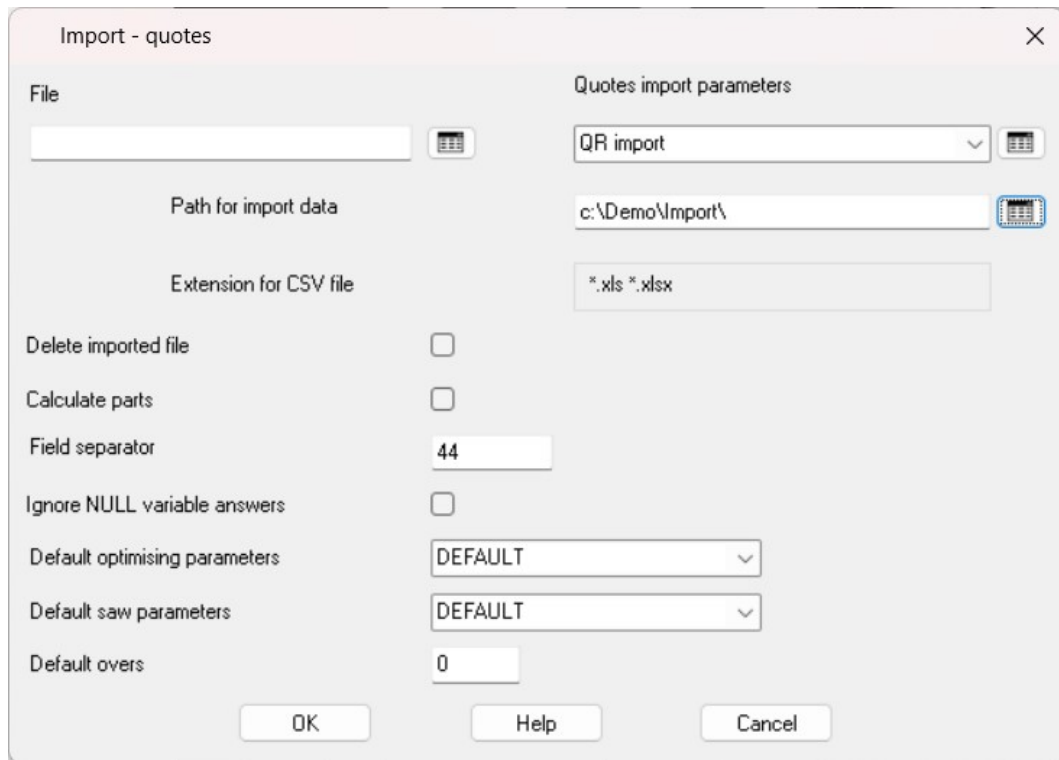 Import - quotes
File
Quotes import parameters
QR import
Path for import data
c:\Demo\Import\
Extension for CSV file
*.xls *.xlsx
Delete imported file
Calculate parts
Field separator
44
Ignore NULL variable answers
Default optimising parameters
DEFAULT
Default saw parameters
DEFAULT
Default overs
0
OK
Help
Cancel